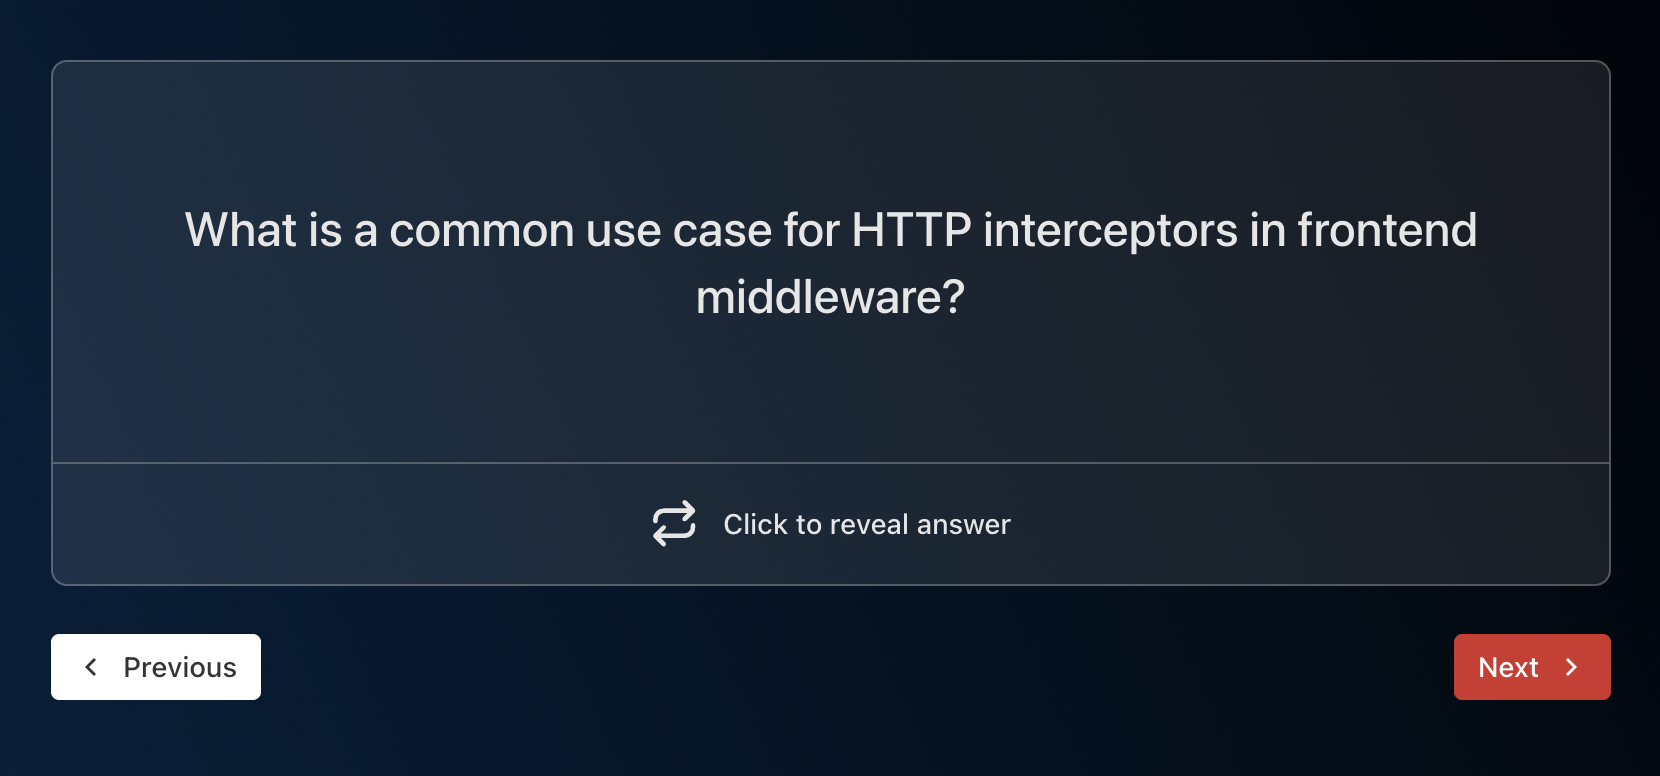 What is a common use case for HTTP interceptors in frontend
middleware?
Click to reveal answer
Previous
Next